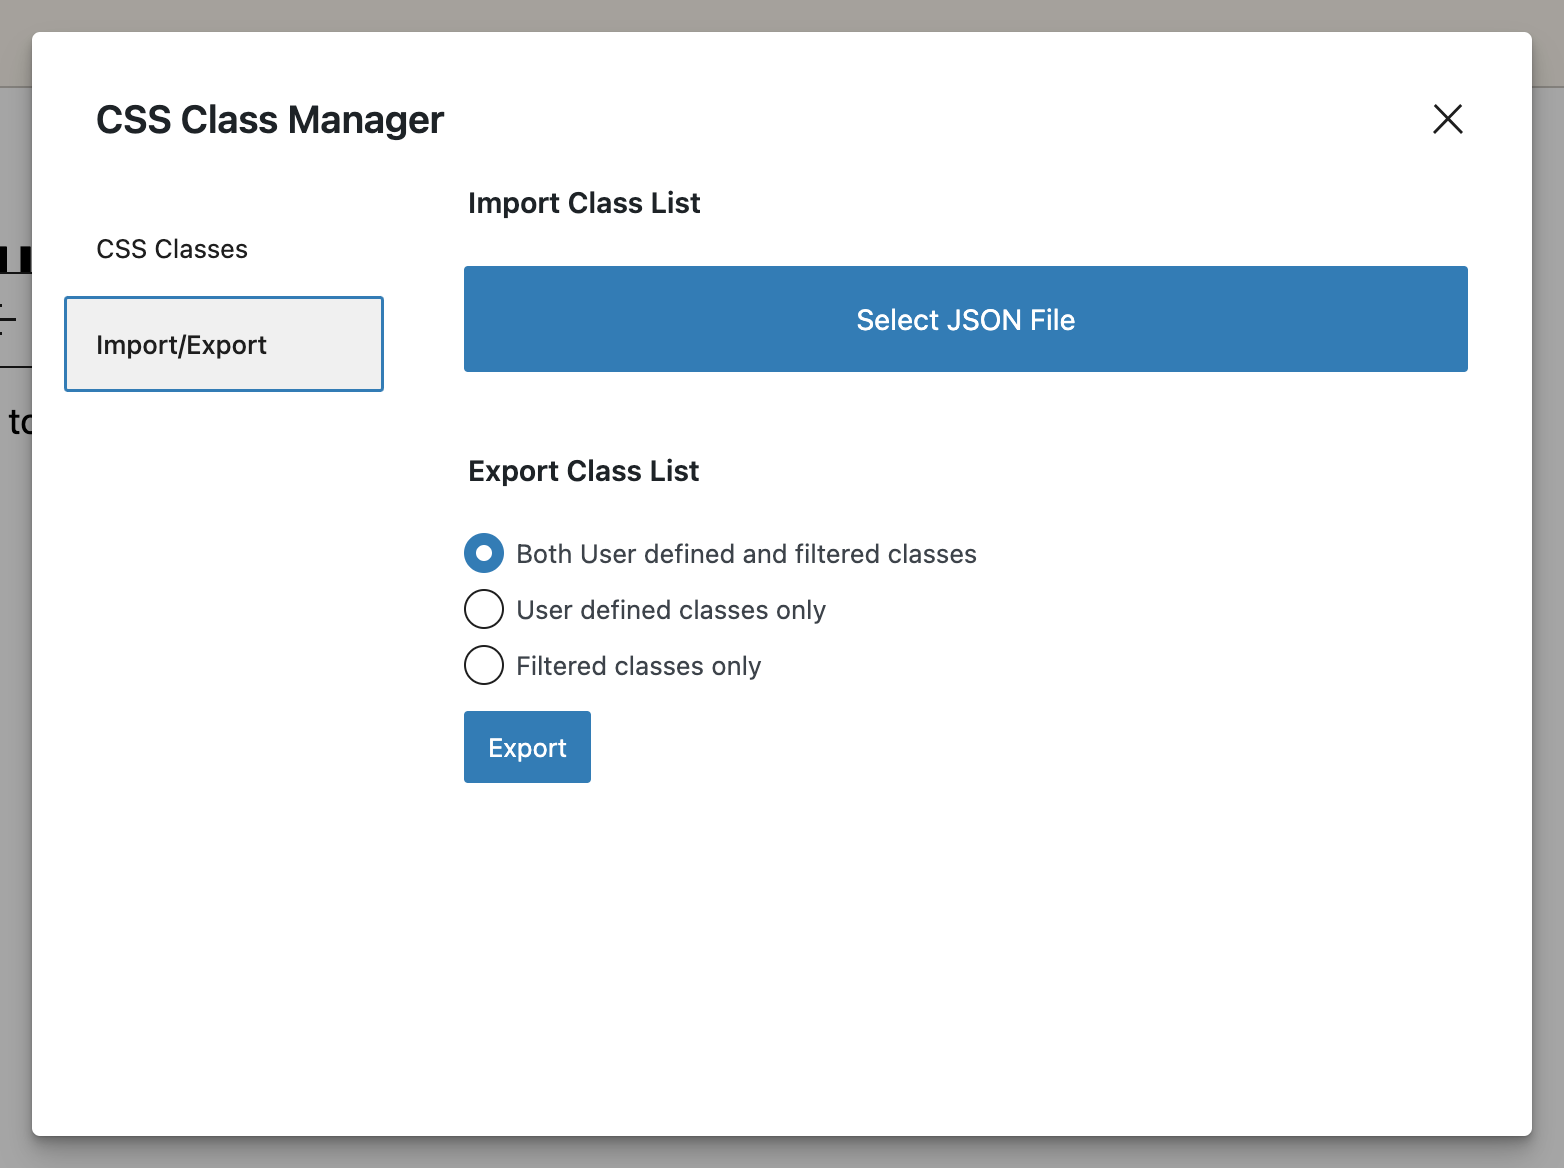 CSS Class Manager
CSS Classes
Import/Export
Import Class List
Select JSON File
Export Class List
Both User defined and filtered classes
User defined classes only
Filtered classes only
Export